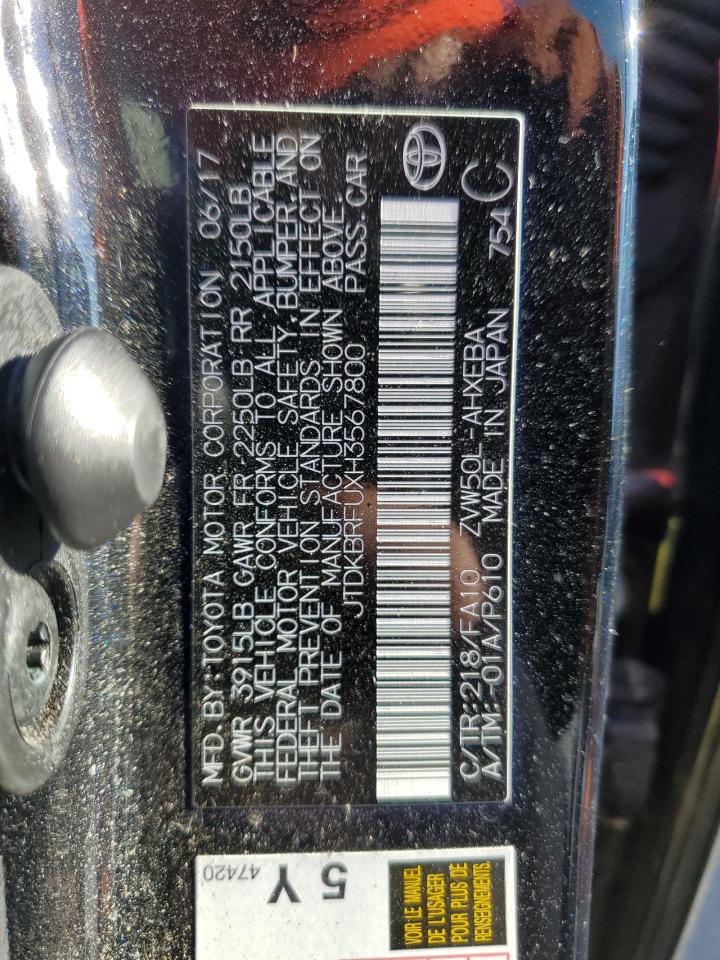 MFD. BY: TOYOTA MOTOR CORPORATION 06/17
GVWR 3915LB GAWR FR 2250LB RR 2150LB
THIS VEHICLE CONFORMS TO ALL APPLICABLE
FEDERAL MOTOR VEHICLE SAFETY, BUMPER, AND
THEFT PREVENTION STANDARDS IN EFFECT ON
THE DATE OF MANUFACTURE SHOWN ABOVE.
JTDKBRFUXH3567800 PASS. CAR
C/TR: 218/FA10 ZVW50L-AHXEBA
A/TM: -01A/P610 MADE IN JAPAN 754 C
5 Y
47420
VOIR LE MANUEL
DE L'USAGER
POUR PLUS DE
RENSEIGNEMENTS.